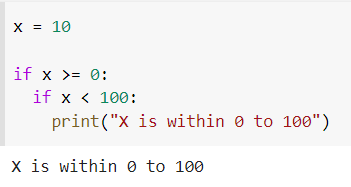 x = 10
if x >= 0:
  if x < 100:
    print("X is within 0 to 100")
X is within 0 to 100